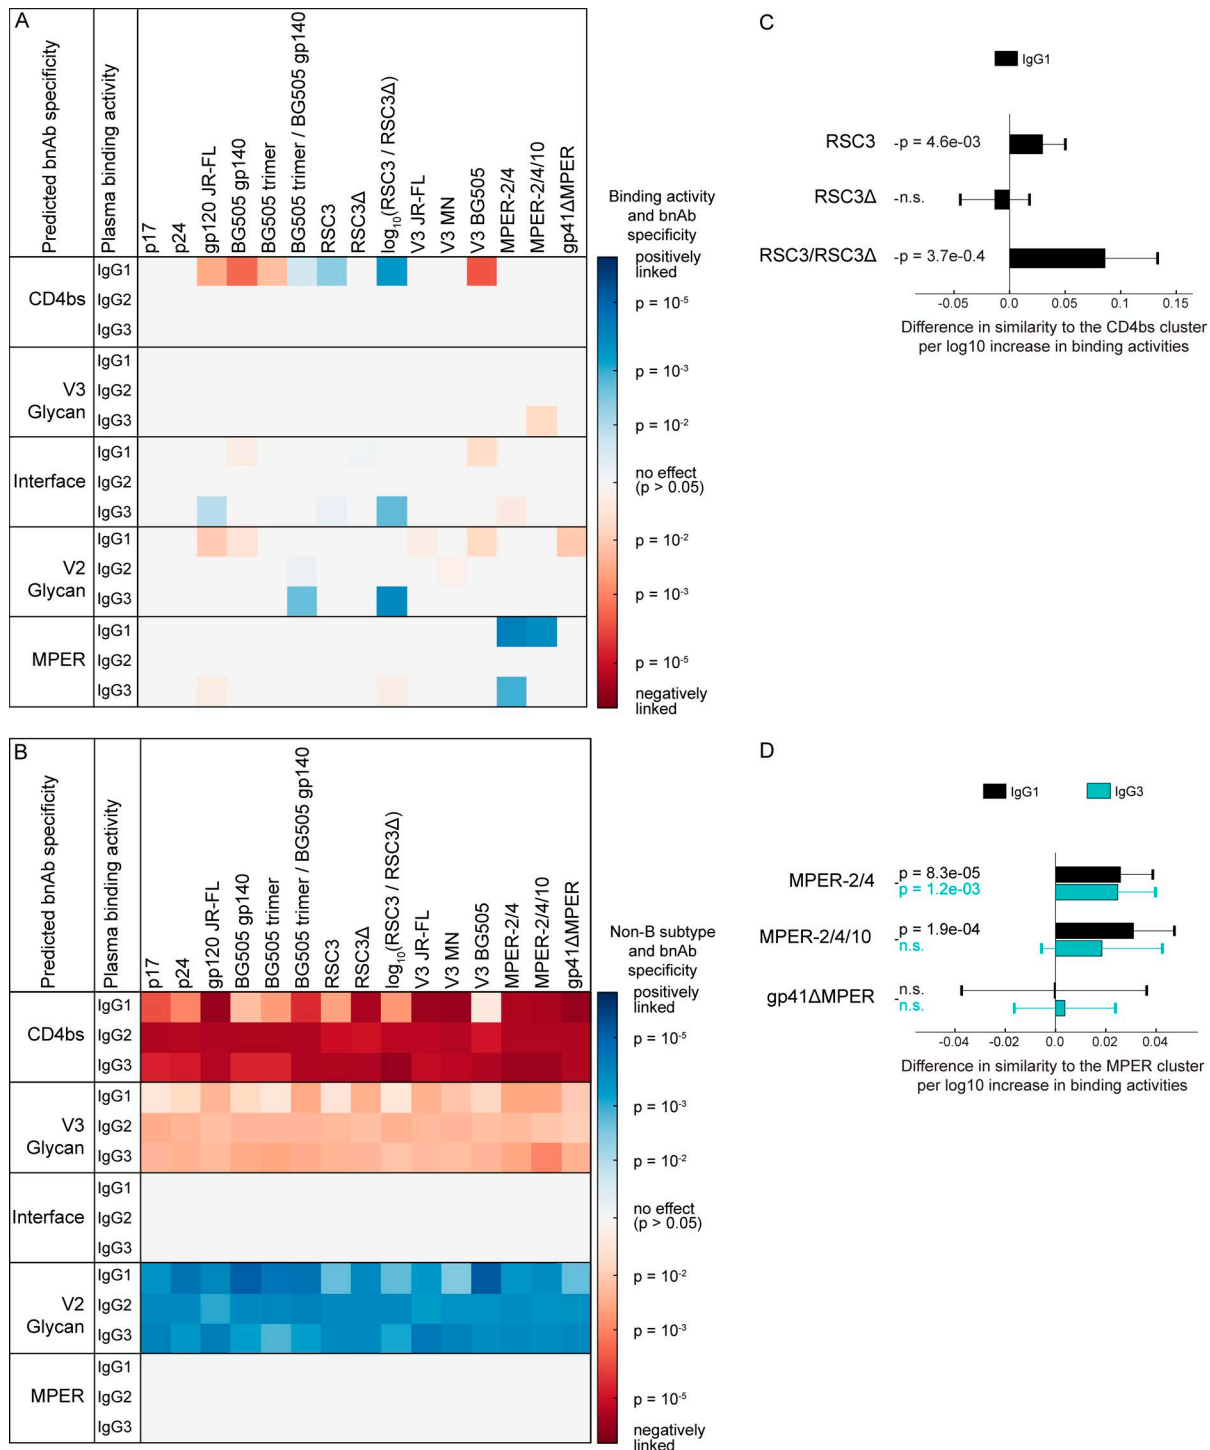 A
Predicted bnAb specificity
Plasma binding activity
p17
p24
gp120 JR-FL
BG505 gp140
BG505 trimer
BG505 trimer / BG505 gp140
RSC3
RSC3Δ
log10(RSC3 / RSC3Δ)
V3 JR-FL
V3 MN
V3 BG505
MPER-2/4
MPER-2/4/10
gp41ΔMPER
CD4bs
IgG1
IgG2
IgG3
V3
Glycan
IgG1
IgG2
IgG3
Interface
IgG1
IgG2
IgG3
V2
Glycan
IgG1
IgG2
IgG3
MPER
IgG1
IgG2
IgG3
Binding activity
and bnAb
specificity
positively
linked
p = 10-5
p = 10-3
p = 10-2
no effect
(p > 0.05)
p = 10-2
p = 10-3
p = 10-5
negatively
linked
C
IgG1
RSC3
p = 4.6e-03
RSC3Δ
n.s.
RSC3/RSC3Δ
p = 3.7e-0.4
-0.05 0.0 0.05 0.1 0.15
Difference in similarity to the CD4bs cluster
per log10 increase in binding activities
B
Predicted bnAb specificity
Plasma binding activity
p17
p24
gp120 JR-FL
BG505 gp140
BG505 trimer
BG505 trimer / BG505 gp140
RSC3
RSC3Δ
log10(RSC3 / RSC3Δ)
V3 JR-FL
V3 MN
V3 BG505
MPER-2/4
MPER-2/4/10
gp41ΔMPER
CD4bs
IgG1
IgG2
IgG3
V3
Glycan
IgG1
IgG2
IgG3
Interface
IgG1
IgG2
IgG3
V2
Glycan
IgG1
IgG2
IgG3
MPER
IgG1
IgG2
IgG3
Non-B subtype
and bnAb
specificity
positively
linked
p = 10-5
p = 10-3
p = 10-2
no effect
(p > 0.05)
p = 10-2
p = 10-3
p = 10-5
negatively
linked
D
IgG1 IgG3
MPER-2/4
p = 8.3e-05
p = 1.2e-03
MPER-2/4/10
p = 1.9e-04
n.s.
gp41ΔMPER
n.s.
n.s.
-0.04 -0.02 0.0 0.02 0.04
Difference in similarity to the MPER cluster
per log10 increase in binding activities